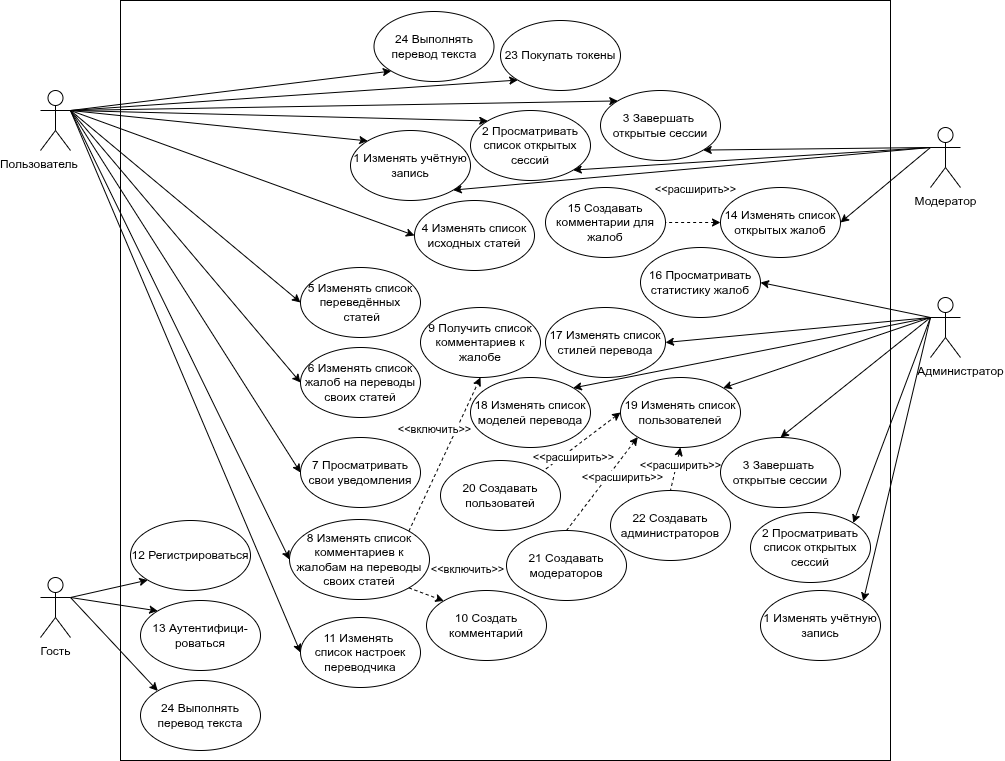 24 Выполнять
перевод текста
23 Покупать токены
3 Завершать
открытые сессии
2 Просматривать
список открытых
сессий
1 Изменять учётную
запись
Пользователь
Модератор
<<расширить>>
15 Создавать
комментарии для
жалоб
14 Изменять список
открытых жалоб
4 Изменять список
исходных статей
16 Просматривать
статистику жалоб
5 Изменять список
переведённых
статей
9 Получить список
комментариев к
жалобе
17 Изменять список
стилей перевода
Администратор
6 Изменять список
жалоб на переводы
своих статей
18 Изменять список
моделей перевода
19 Изменять список
пользователей
<<включить>>
<<расширить>>
<<расширить>>
<<расширить>>
7 Просматривать
свои уведомления
3 Завершать
открытые сессии
20 Создавать
пользоватей
22 Создавать
администраторов
2 Просматривать
список открытых
сессий
8 Изменять список
комментариев к
жалобам на переводы
своих статей
21 Создавать
модераторов
<<включить>>
12 Регистрироваться
10 Создать
комментарий
1 Изменять учётную
запись
13 Аутентифици-
роваться
11 Изменять
список настроек
переводчика
Гость
24 Выполнять
перевод текста